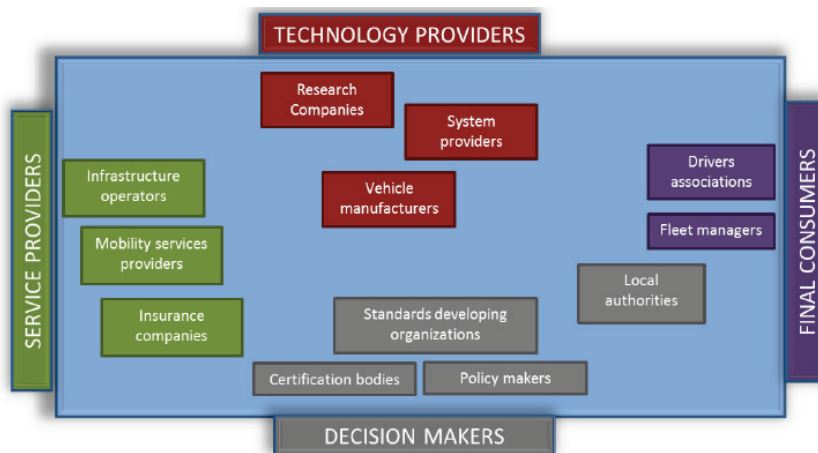 TECHNOLOGY PROVIDERS
Research
Companies
System
providers
Vehicle
manufacturers
SERVICE PROVIDERS
Infrastructure
operators
Mobility services
providers
Insurance
companies
Drivers
associations
Fleet managers
FINAL CONSUMERS
Local
authorities
Standards developing
organizations
Certification bodies
Policy makers
DECISION MAKERS